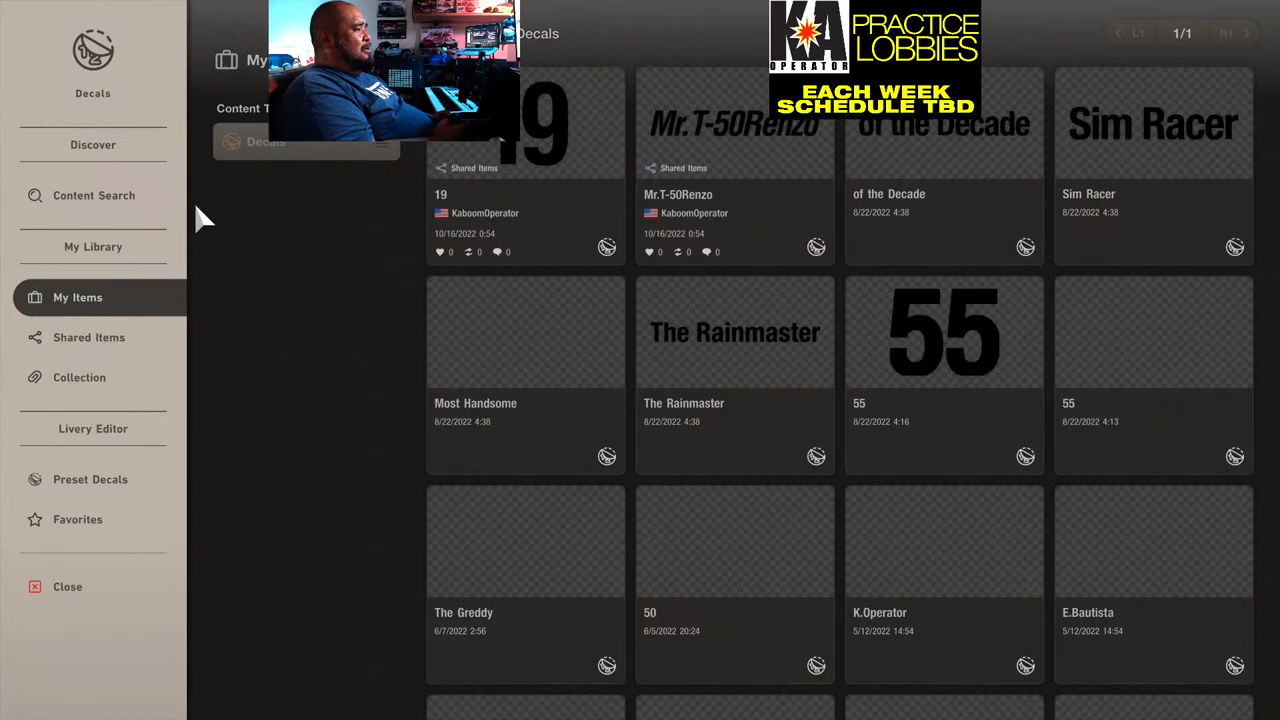 Decals
Discover
Content Search
My Library
My Items
Shared Items
Collection
Livery Editor
Preset Decals
Favorites
Close
My
Decals
Content T
Decals
KA
OPERATOR
PRACTICE
LOBBIES
EACH WEEK
SCHEDULE TBD
L1
1/1
R1
19
Shared Items
19
KaboomOperator
10/16/2022 0:54
0 0 0
Mr.T-50Renzo
Shared Items
Mr.T-50Renzo
KaboomOperator
10/16/2022 0:54
0 0 0
of the Decade
of the Decade
8/22/2022 4:38
Sim Racer
Sim Racer
8/22/2022 4:38
Most Handsome
8/22/2022 4:38
The Rainmaster
The Rainmaster
8/22/2022 4:38
55
55
8/22/2022 4:16
55
8/22/2022 4:13
The Greddy
6/7/2022 2:56
50
6/5/2022 20:24
K.Operator
5/12/2022 14:54
E.Bautista
5/12/2022 14:54